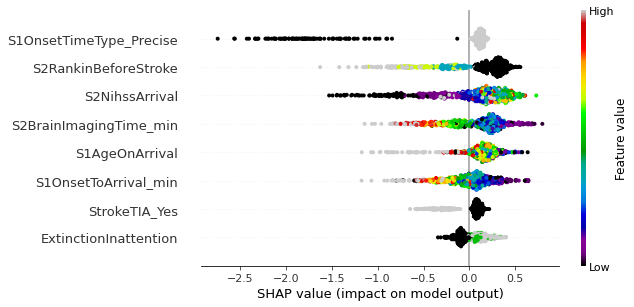 High
S1OnsetTimeType_Precise
S2RankinBeforeStroke
S2NihssArrival
S2BrainImagingTime_min
S1AgeOnArrival
S1OnsetToArrival_min
StrokeTIA_Yes
ExtinctionInattention
Feature value
Low
−2.5 −2.0 −1.5 −1.0 −0.5 0.0 0.5
SHAP value (impact on model output)